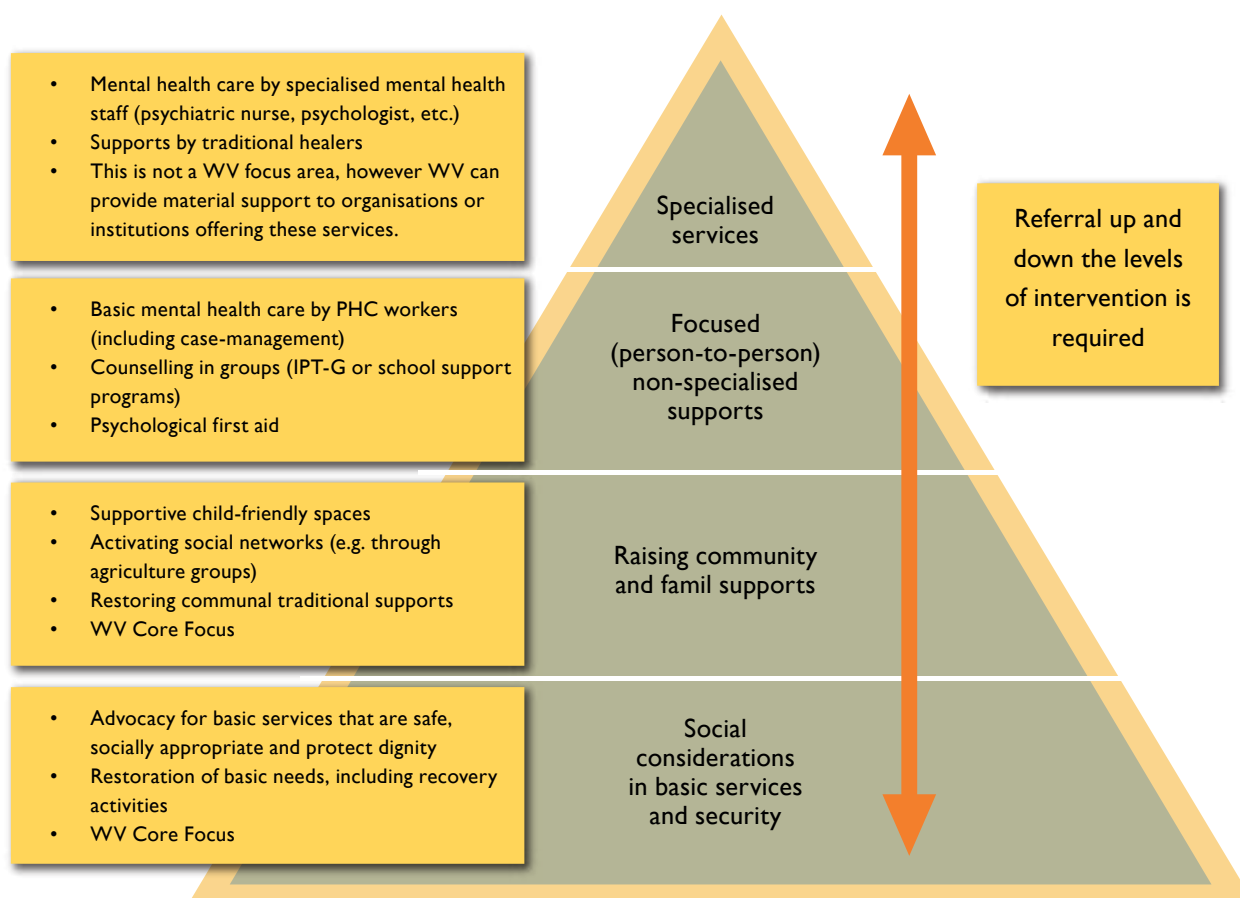 • Mental health care by specialised mental health
staff (psychiatric nurse, psychologist, etc.)
• Supports by traditional healers
• This is not a WV focus area, however WV can
provide material support to organisations or
institutions offering these services.
Specialised
services
Referral up and
down the levels
of intervention is
required
• Basic mental health care by PHC workers
(including case-management)
• Counselling in groups (IPT-G or school support
programs)
• Psychological first aid
Focused
(person-to-person)
non-specialised
supports
• Supportive child-friendly spaces
• Activating social networks (e.g. through
agriculture groups)
• Restoring communal traditional supports
• WV Core Focus
Raising community
and famil supports
• Advocacy for basic services that are safe,
socially appropriate and protect dignity
• Restoration of basic needs, including recovery
activities
• WV Core Focus
Social
considerations
in basic services
and security